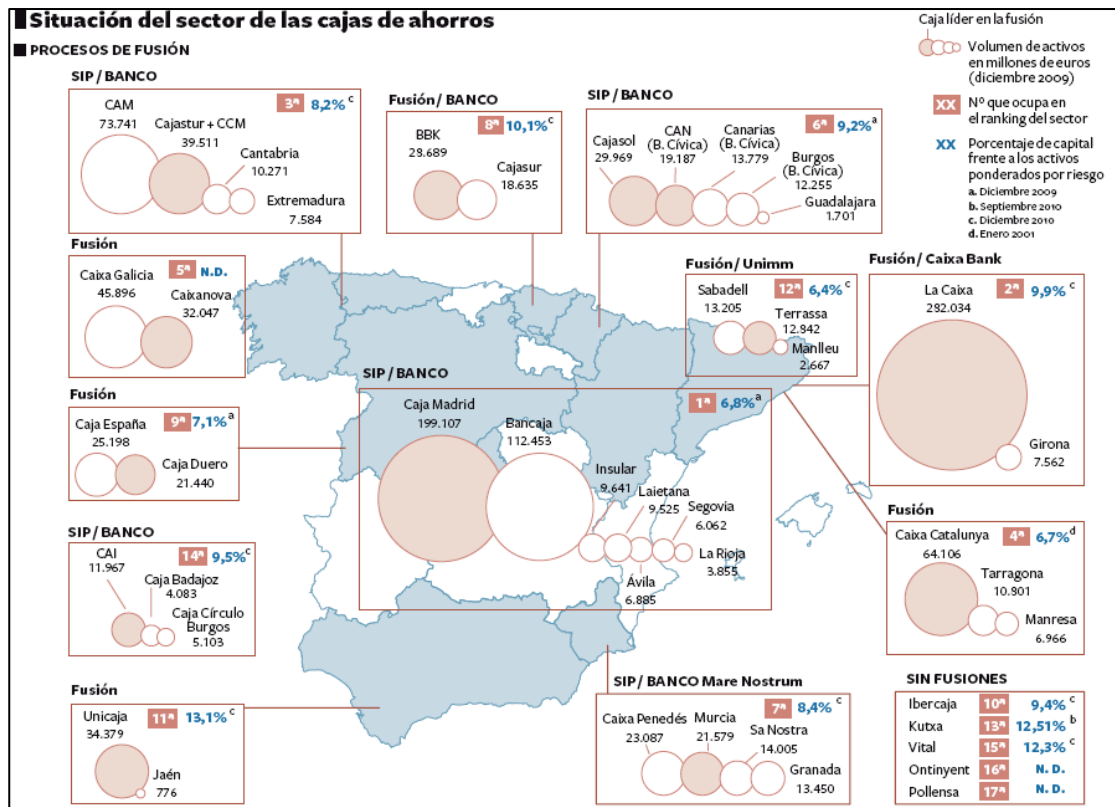 Situación del sector de las cajas de ahorros
PROCESOS DE FUSIÓN
Caja líder en la fusión
Volumen de activos
en millones de euros
(diciembre 2009)
XX Nº que ocupa en
el ranking del sector
XX Porcentaje de capital
frente a los activos
ponderados por riesgo
a. Diciembre 2009
b. Septiembre 2010
c. Diciembre 2010
d. Enero 2001
SIP / BANCO
3ª 8,2% c
CAM
73.741
Cajastur + CCM
39.511
Cantabria
10.271
Extremadura
7.584
Fusión / BANCO
8ª 10,1% c
BBK
28.689
Cajasur
18.635
SIP / BANCO
6ª 9,2% a
Cajasol
29.969
CAN
(B. Cívica)
19.187
Canarias
(B. Cívica)
13.779
Burgos
(B. Cívica)
12.255
Guadalajara
1.701
Fusión
5ª N.D.
Caixa Galicia
45.896
Caixanova
32.047
Fusión / Unimm
12ª 6,4% c
Sabadell
13.205
Terrassa
12.842
Manlleu
2.667
Fusión / Caixa Bank
La Caixa
292.034
2ª 9,9% c
Girona
7.562
SIP / BANCO
1ª 6,8% a
Caja Madrid
199.107
Bancaja
112.453
Insular
9.641
Laietana
9.525
Segovia
6.062
La Rioja
3.855
Ávila
6.885
Fusión
9ª 7,1% a
Caja España
25.198
Caja Duero
21.440
SIP / BANCO
14ª 9,5% c
CAI
11.967
Caja Badajoz
4.083
Caja Círculo
Burgos
5.103
Fusión
Caixa Catalunya
64.106
4ª 6,7% d
Tarragona
10.901
Manresa
6.966
Fusión
Unicaja
34.379
11ª 13,1% c
Jaén
776
SIP / BANCO Mare Nostrum
7ª 8,4% c
Caixa Penedés
23.087
Murcia
21.579
Sa Nostra
14.005
Granada
13.450
SIN FUSIONES
Ibercaja 10ª 9,4% c
Kutxa 13ª 12,51% b
Vital 15ª 12,3% c
Ontinyent 16ª N. D.
Pollensa 17ª N. D.